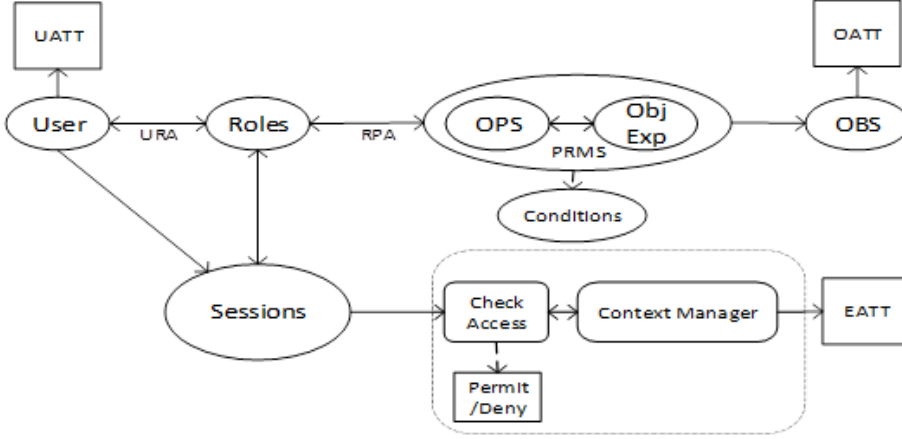 UATT
OATT
User
URA
Roles
RPA
OPS
Obj
Exp
PRMS
OBS
Conditions
Sessions
Check
Access
Context Manager
EATT
Permit
/Deny